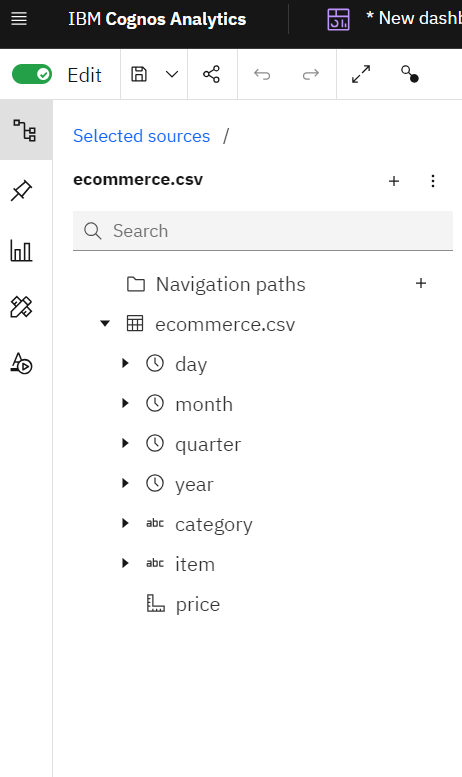 IBM Cognos Analytics
* New dashb
Edit
Selected sources /
ecommerce.csv
Search
Navigation paths
ecommerce.csv
day
month
quarter
year
abc category
abc item
price